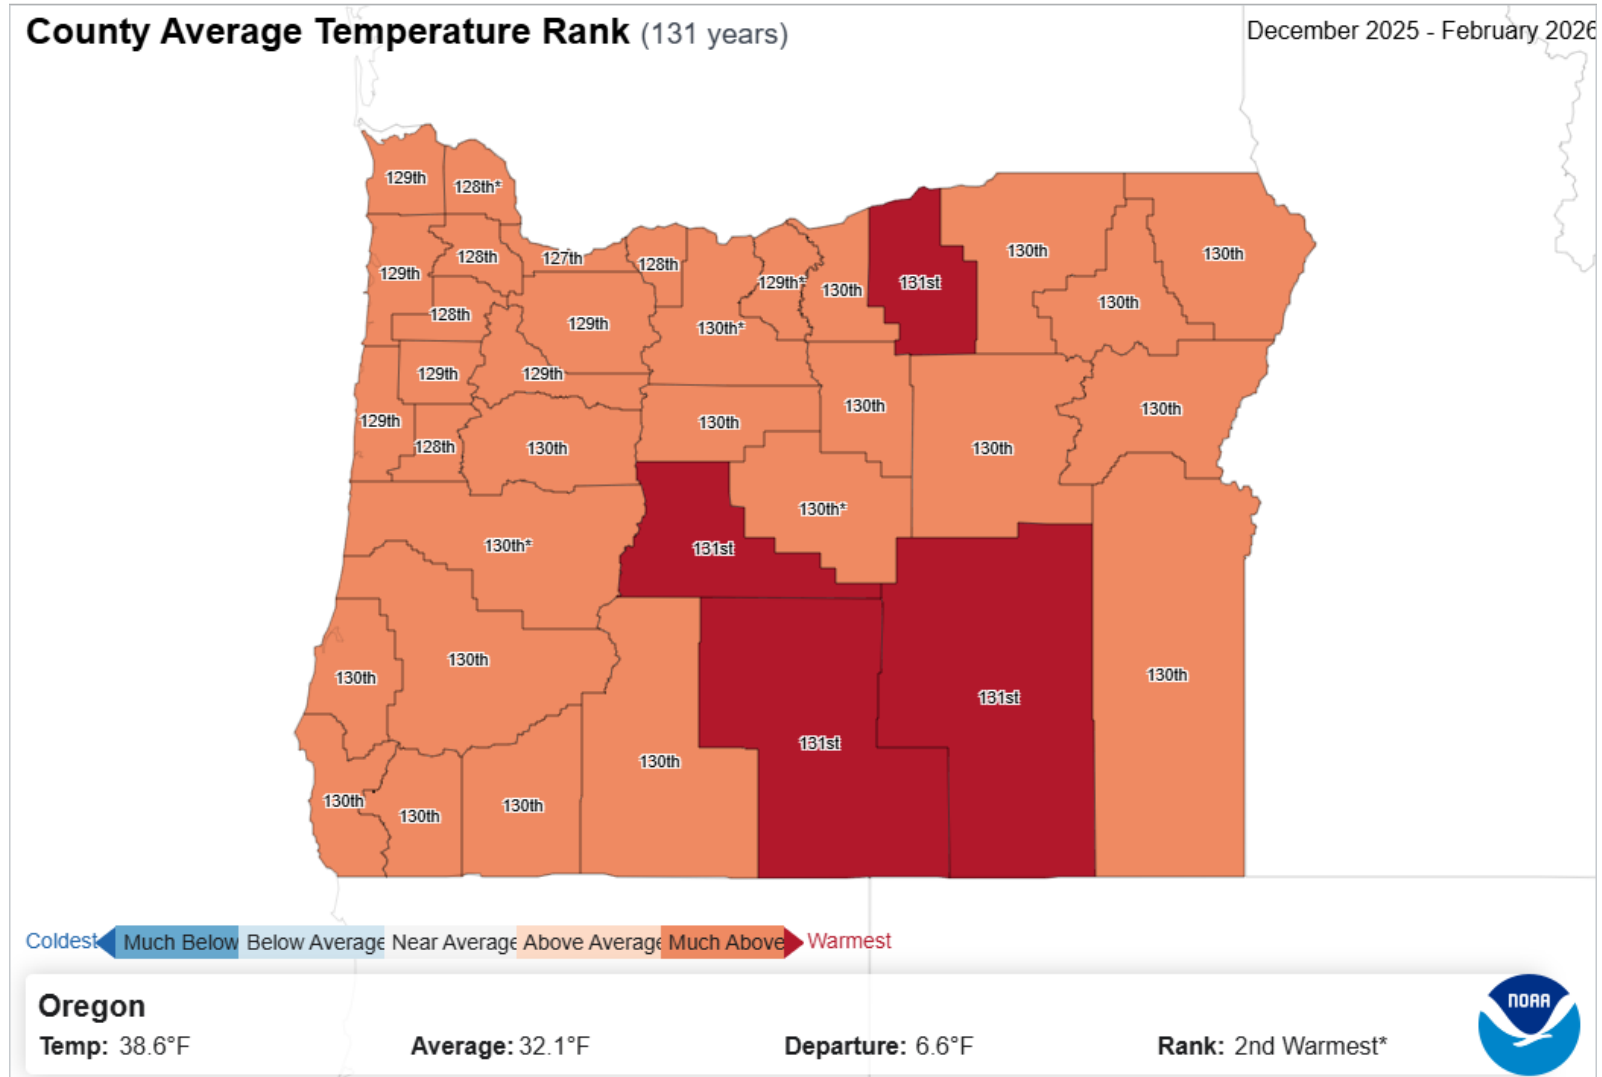 County Average Temperature Rank (131 years)
December 2025 - February 2026
129th
128th*
129th
128th
127th
128th
129th*
130th
131st
130th
130th
130th
128th
129th
130th*
129th
129th
130th
130th
130th
130th
129th
128th
130th
130th*
130th*
131st
130th
130th
130th
131st
131st
130th
130th
130th
130th
Coldest
Much Below
Below Average
Near Average
Above Average
Much Above
Warmest
Oregon
Temp: 38.6°F
Average: 32.1°F
Departure: 6.6°F
Rank: 2nd Warmest*
NOAA